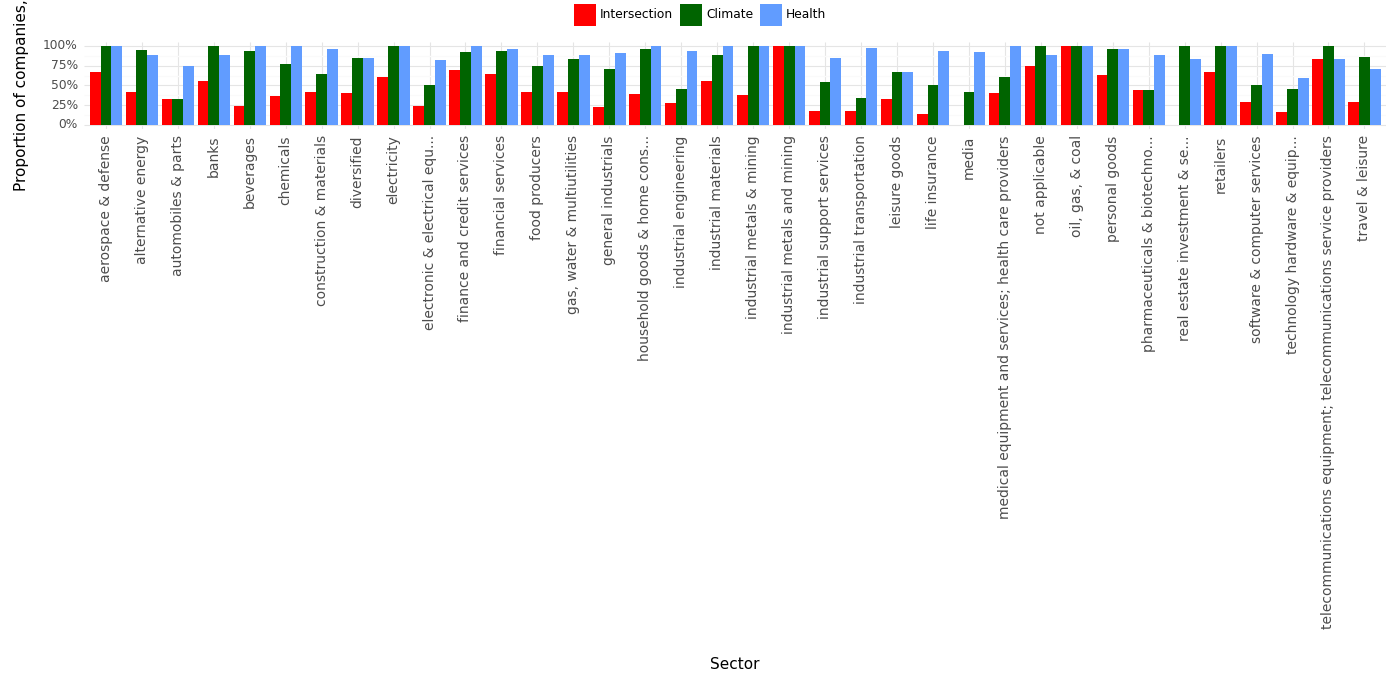 Intersection Climate Health
Proportion of companies,
100%
75%
50%
25%
0%
aerospace & defense
alternative energy
automobiles & parts
banks
beverages
chemicals
construction & materials
diversified
electricity
electronic & electrical equ...
finance and credit services
financial services
food producers
gas, water & multiutilities
general industrials
household goods & home cons...
industrial engineering
industrial materials
industrial metals & mining
industrial metals and mining
industrial support services
industrial transportation
leisure goods
life insurance
media
medical equipment and services; health care providers
not applicable
oil, gas, & coal
personal goods
pharmaceuticals & biotechno...
real estate investment & se...
retailers
software & computer services
technology hardware & equip...
telecommunications equipment; telecommunications service providers
travel & leisure
Sector